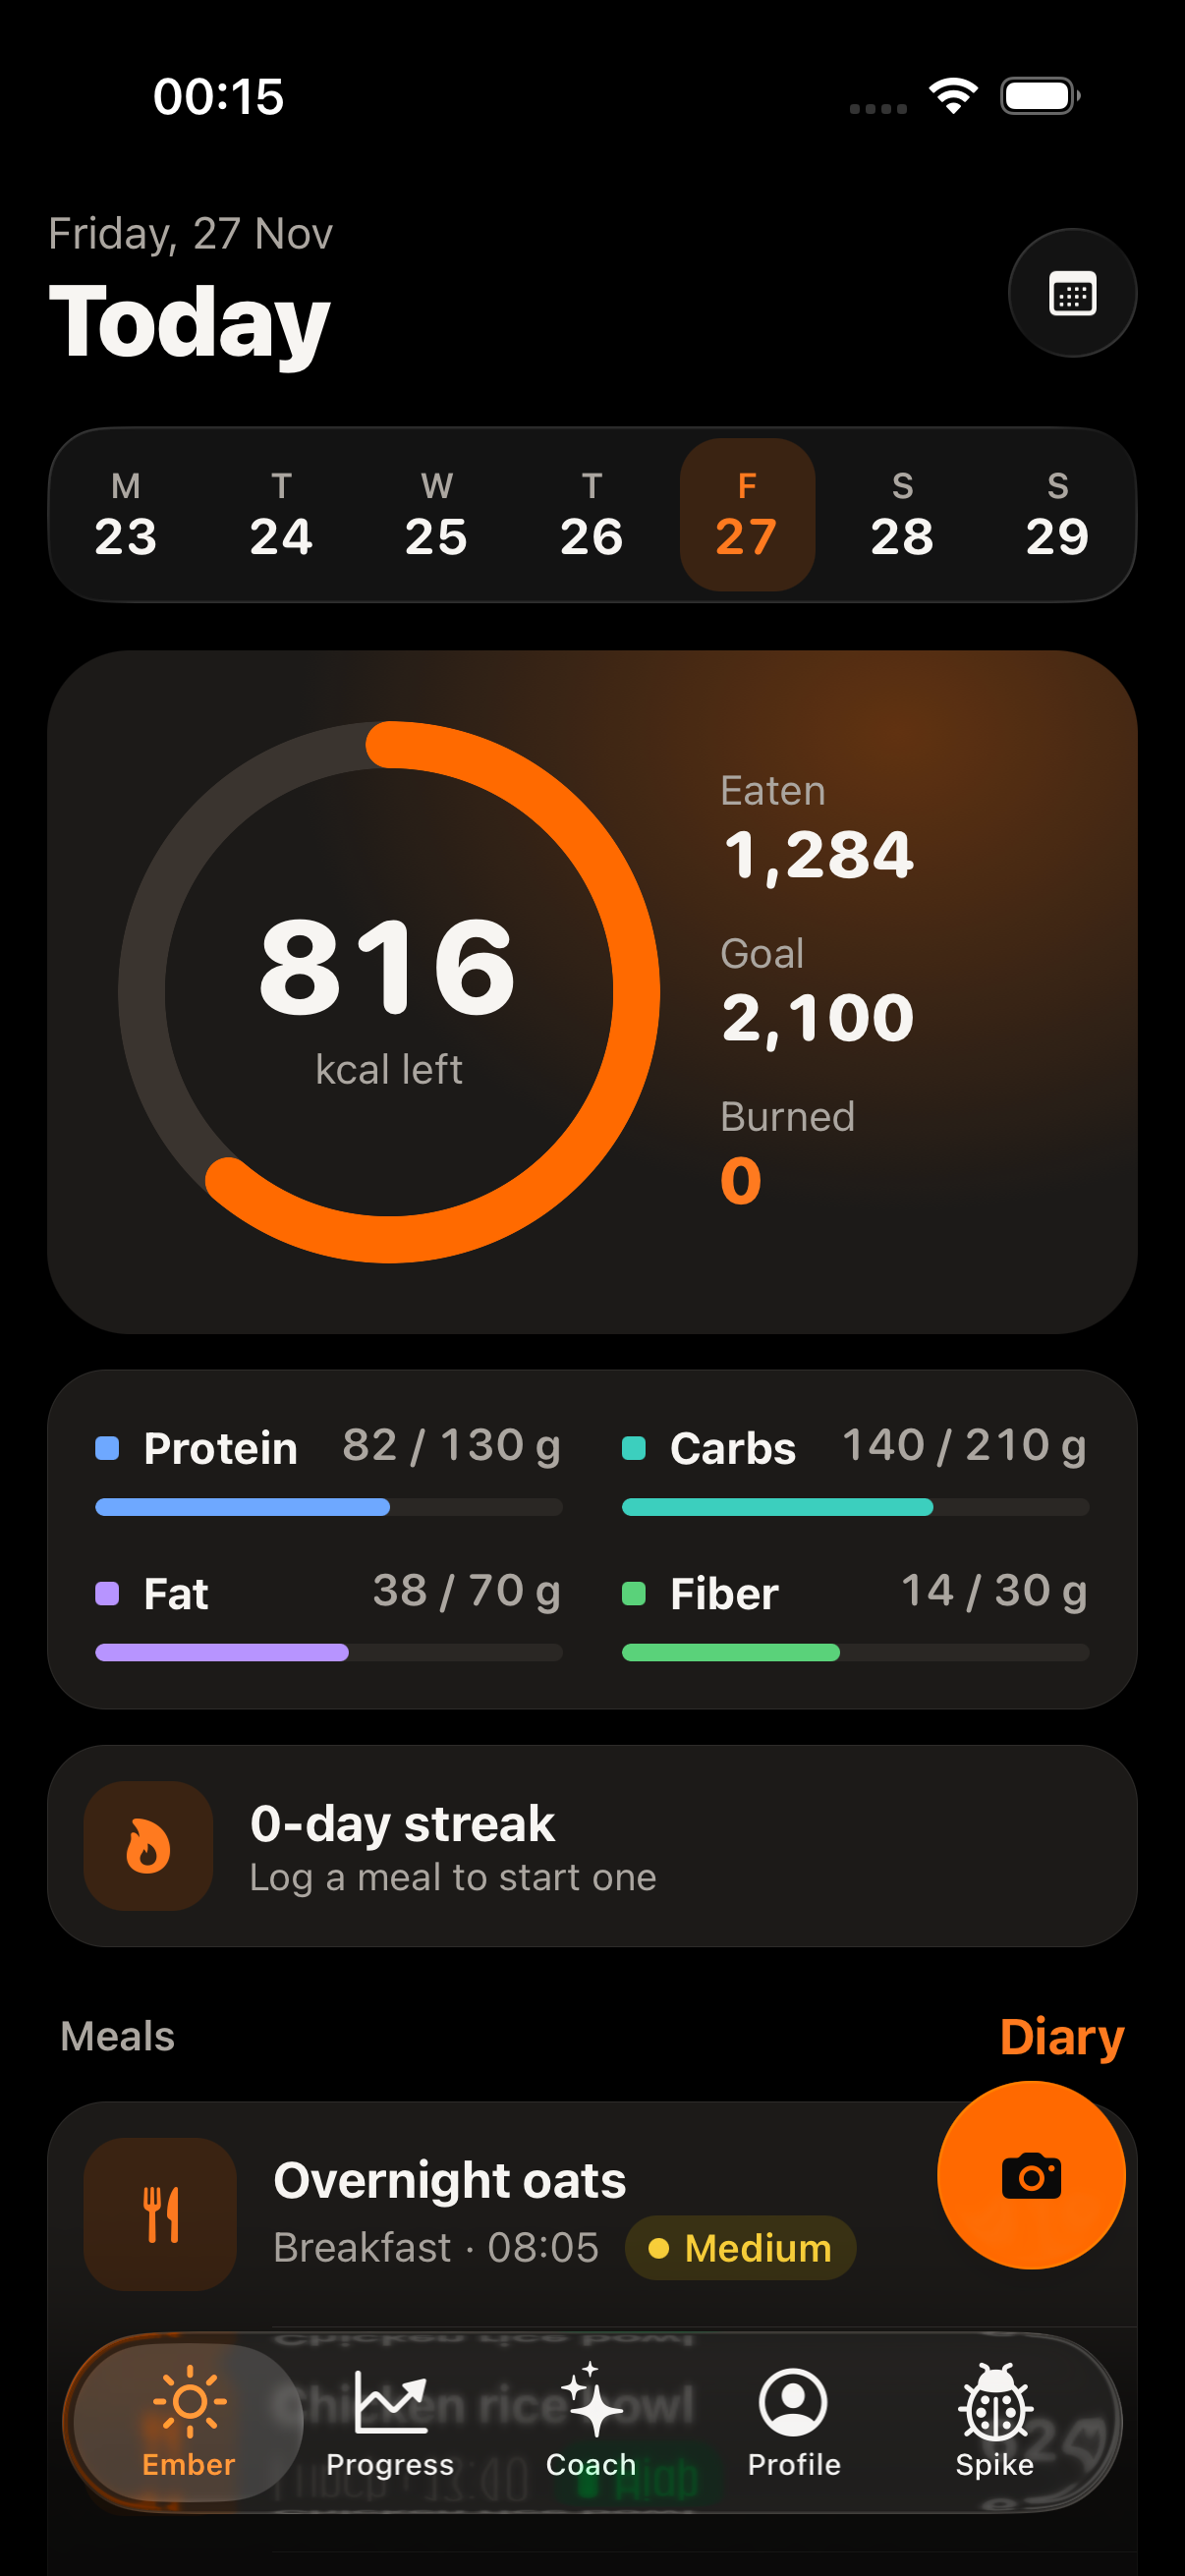 00:15
Friday, 27 Nov
Today
M T W T F S S
23 24 25 26 27 28 29
816
kcal left
Eaten
1,284
Goal
2,100
Burned
0
Protein 82 / 130 g
Carbs 140 / 210 g
Fat 38 / 70 g
Fiber 14 / 30 g
0-day streak
Log a meal to start one
Meals
Diary
Overnight oats
Breakfast · 08:05 Medium
Chicken rice bowl
Ember Progress Coach Profile Spike